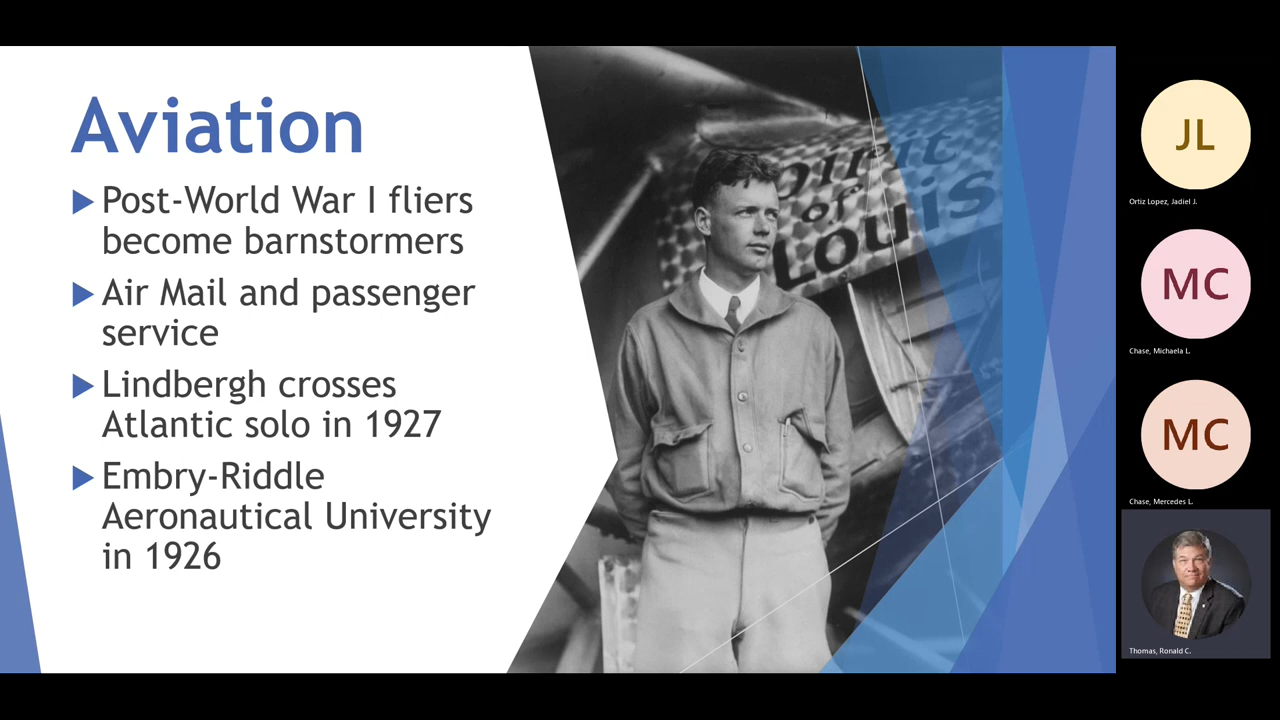 Aviation
Post-World War I fliers
become barnstormers
Air Mail and passenger
service
Lindbergh crosses
Atlantic solo in 1927
Embry-Riddle
Aeronautical University
in 1926
pirit
of
Louis
JL
Ortiz Lopez, Jadiel J.
MC
Chase, Michaela L.
MC
Chase, Mercedes L.
Thomas, Ronald C.